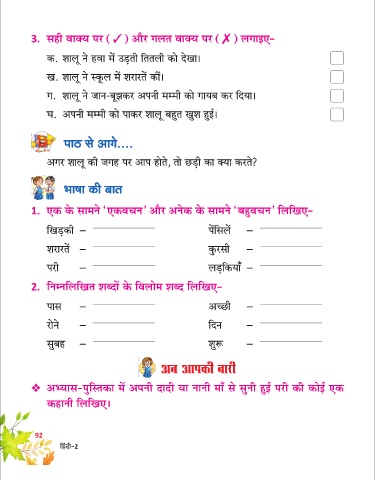 3. सही वाक्य पर ( ✓ ) और गलत वाक्य पर ( ✗ ) लगाइए–
क. शालू ने हवा में उड़ती तितली को देखा।
ख. शालू ने स्कूल में शरारतें कीं।
ग. शालू ने जान-बूझकर अपनी मम्मी को गायब कर दिया।
घ. अपनी मम्मी को पाकर शालू बहुत खुश हुई।
पाठ से आगे....
अगर शालू की जगह पर आप होते, तो छड़ी का क्या करते?
भाषा की बात
1. एक के सामने 'एकवचन' और अनेक के सामने 'बहुवचन' लिखिए–
खिड़की – पेंसिलें –
शरारतें – कुरसी –
परी – लड़कियाँ –
2. निम्नलिखित शब्दों के विलोम शब्द लिखिए–
पास – अच्छी –
रोने – दिन –
सुबह – शुरू –
अब आपकी बारी
❖ अभ्यास-पुस्तिका में अपनी दादी या नानी माँ से सुनी हुई परी की कोई एक
कहानी लिखिए।
92
हिंदी-2